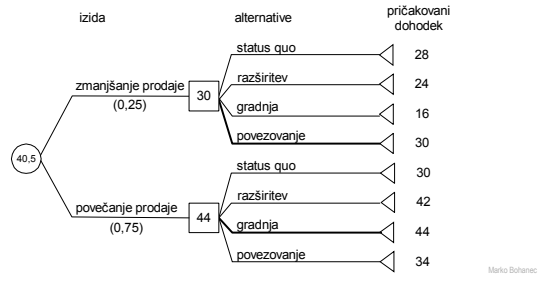 izida alternative pričakovani dohodek
status quo 28
razširitev 24
zmanjšanje prodaje 30
(0,25)
gradnja 16
povezovanje 30
40,5
status quo 30
razširitev 42
povečanje prodaje 44
(0,75)
gradnja 44
povezovanje 34
Marko Bohanec